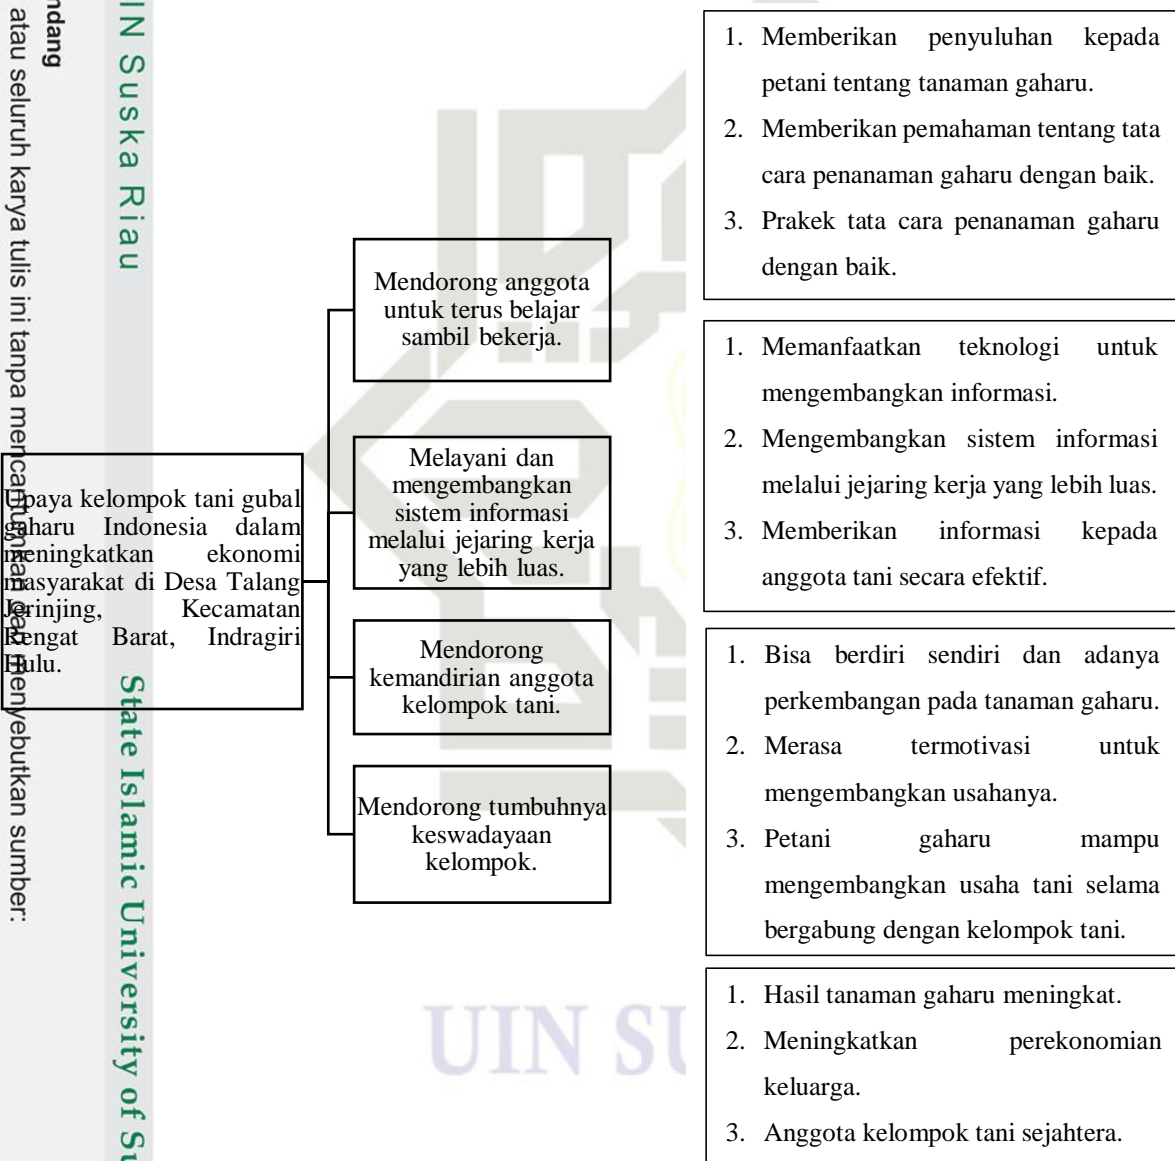 IN Suska Riau
ndang
atau seluruh karya tulis ini tanpa mencantumkan dan menyebutkan sumber:
State Islamic University of Su
UIN SU
Upaya kelompok tani gubal
gaharu Indonesia dalam
meningkatkan ekonomi
masyarakat di Desa Talang
Jerinjing, Kecamatan
Rengat Barat, Indragiri
Hulu.
Mendorong anggota
untuk terus belajar
sambil bekerja.
Melayani dan
mengembangkan
sistem informasi
melalui jejaring kerja
yang lebih luas.
Mendorong
kemandirian anggota
kelompok tani.
Mendorong tumbuhnya
keswadayaan
kelompok.
1. Memberikan penyuluhan kepada
petani tentang tanaman gaharu.
2. Memberikan pemahaman tentang tata
cara penanaman gaharu dengan baik.
3. Prakek tata cara penanaman gaharu
dengan baik.
1. Memanfaatkan teknologi untuk
mengembangkan informasi.
2. Mengembangkan sistem informasi
melalui jejaring kerja yang lebih luas.
3. Memberikan informasi kepada
anggota tani secara efektif.
1. Bisa berdiri sendiri dan adanya
perkembangan pada tanaman gaharu.
2. Merasa termotivasi untuk
mengembangkan usahanya.
3. Petani gaharu mampu
mengembangkan usaha tani selama
bergabung dengan kelompok tani.
1. Hasil tanaman gaharu meningkat.
2. Meningkatkan perekonomian
keluarga.
3. Anggota kelompok tani sejahtera.